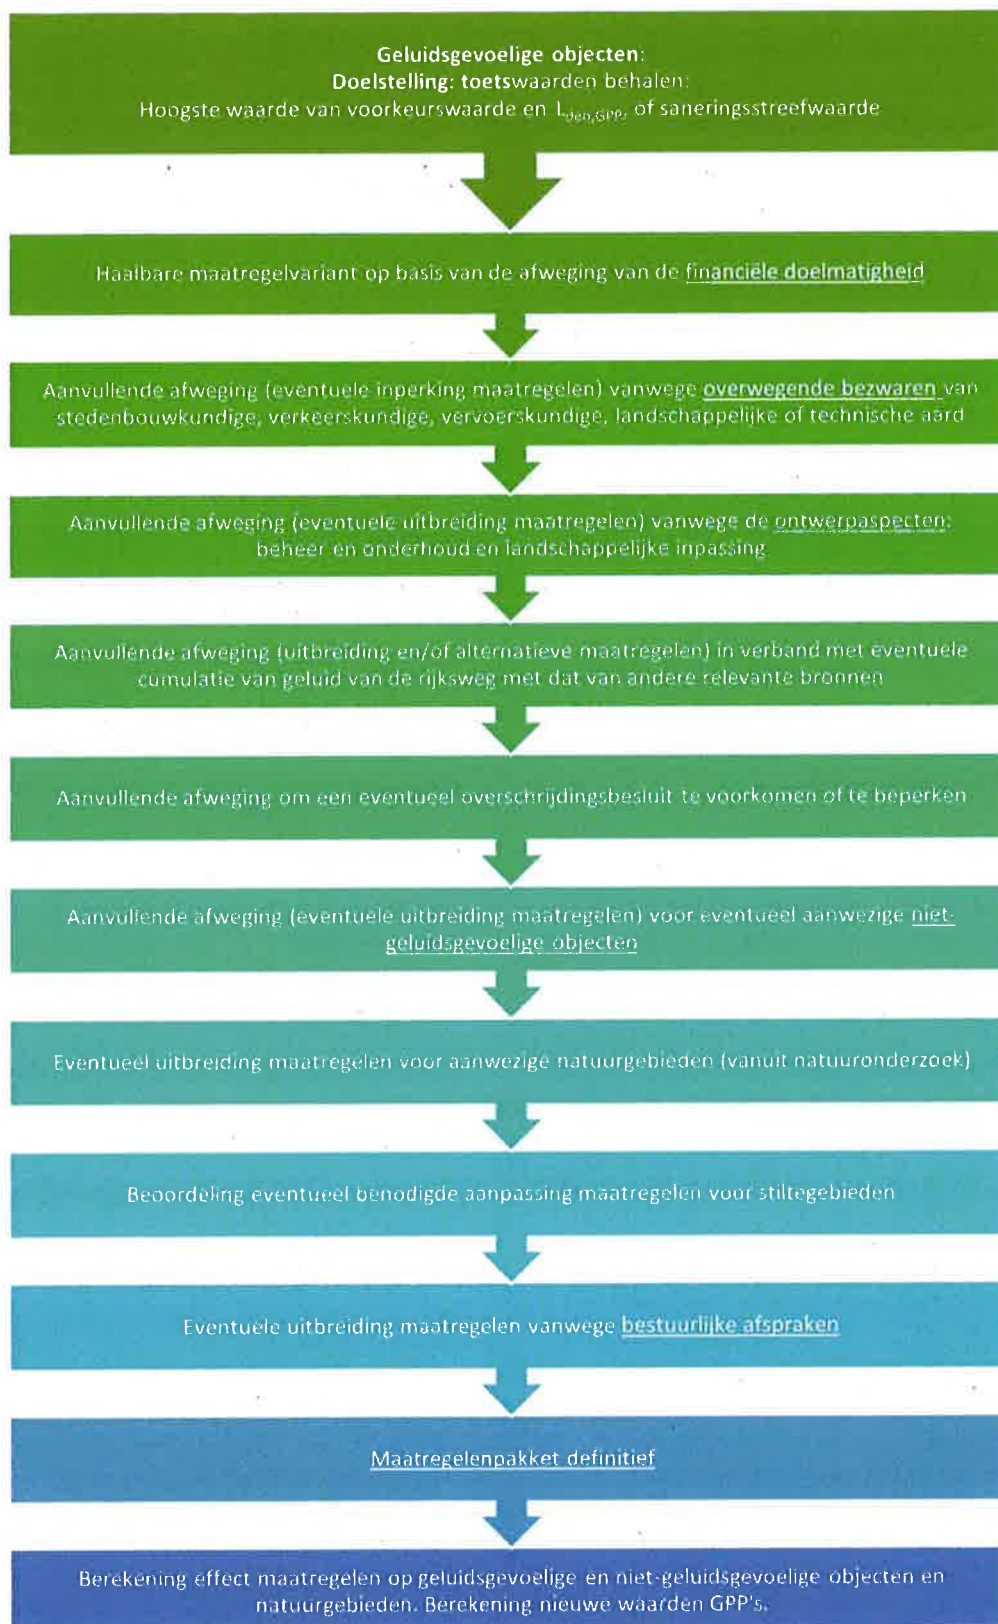 Geluidsgevoelige objecten:
Doelstelling: toetswaarden behalen:
Hoogste waarde van voorkeurswaarde en Lden,GPP, of saneringsstreefwaarde
Haalbare maatregelvariant op basis van de afweging van de financiële doelmatigheid
Aanvullende afweging (eventuele inperking maatregelen) vanwege overwegende bezwaren van
stedenbouwkundige, verkeerskundige, vervoerskundige, landschappelijke of technische aard
Aanvullende afweging (eventuele uitbreiding maatregelen) vanwege de ontwerpaspecten:
beheer en onderhoud en landschappelijke inpassing
Aanvullende afweging (uitbreiding en/of alternatieve maatregelen) in verband met eventuele
cumulatie van geluid van de rijksweg met dat van andere relevante bronnen
Aanvullende afweging om een eventueel overschrijdingsbesluit te voorkomen of te beperken
Aanvullende afweging (eventuele uitbreiding maatregelen) voor eventueel aanwezige niet-
geluidsgevoelige objecten
Eventueel uitbreiding maatregelen voor aanwezige natuurgebieden (vanuit natuuronderzoek)
Beoordeling eventueel benodigde aanpassing maatregelen voor stiltegebieden
Eventuele uitbreiding maatregelen vanwege bestuurlijke afspraken
Maatregelenpakket definitief
Berekening effect maatregelen op geluidsgevoelige en niet-geluidsgevoelige objecten en
natuurgebieden. Berekening nieuwe waarden GPP's.